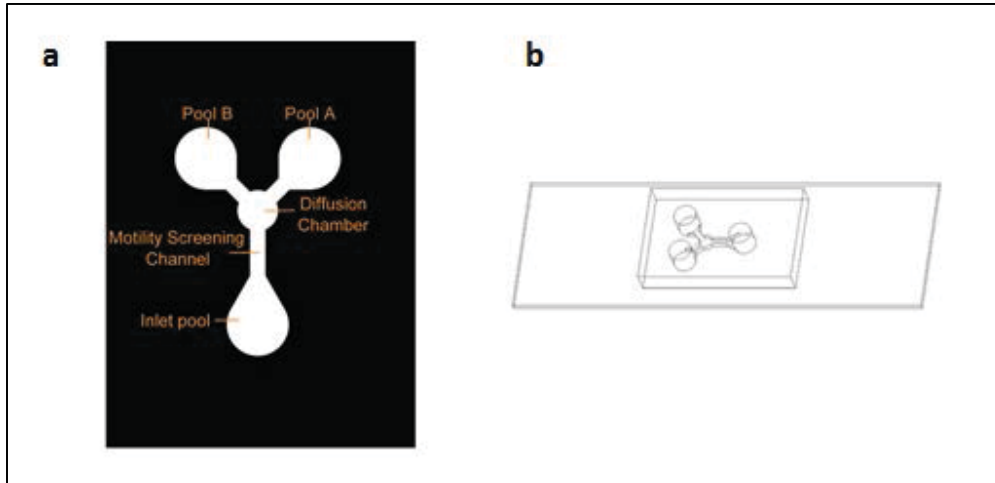 a
b
Pool B
Pool A
Diffusion
Chamber
Motility Screening
Channel
Inlet pool